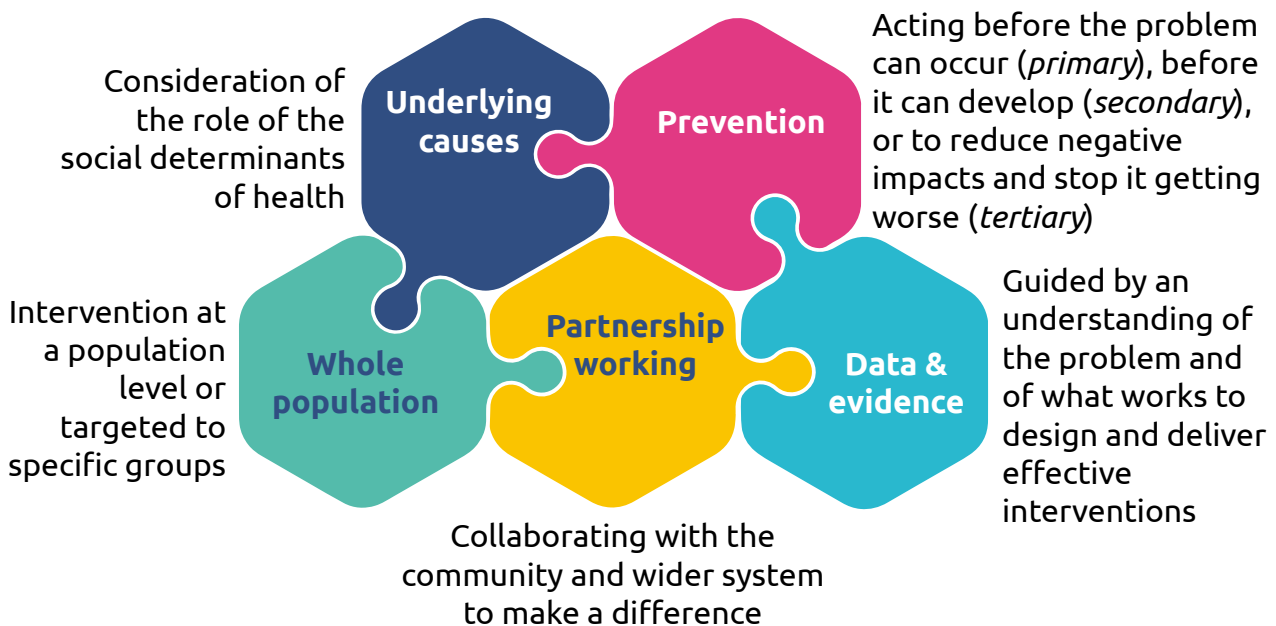 Consideration of
the role of the
social determinants
of health
Underlying
causes
Prevention
Acting before the problem
can occur (primary), before
it can develop (secondary),
or to reduce negative
impacts and stop it getting
worse (tertiary)
Intervention at
a population
level or
targeted to
specific groups
Whole
population
Partnership
working
Data &
evidence
Guided by an
understanding of
the problem and
of what works to
design and deliver
effective
interventions
Collaborating with the
community and wider system
to make a difference